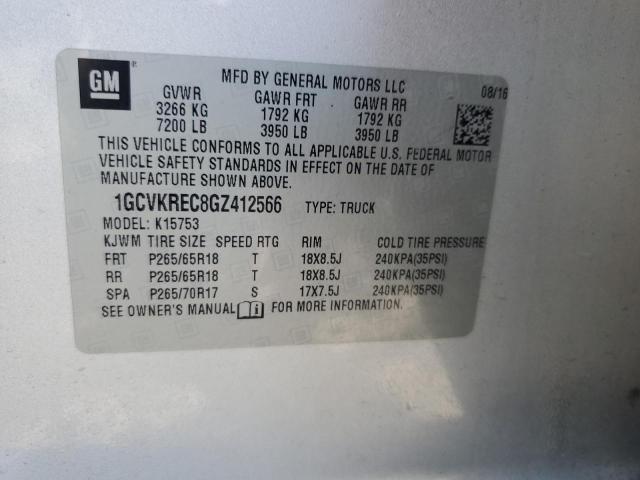 GM
MFD BY GENERAL MOTORS LLC
08/16
GVWR GAWR FRT GAWR RR
3266 KG 1792 KG 1792 KG
7200 LB 3950 LB 3950 LB
THIS VEHICLE CONFORMS TO ALL APPLICABLE U.S. FEDERAL MOTOR
VEHICLE SAFETY STANDARDS IN EFFECT ON THE DATE OF
MANUFACTURE SHOWN ABOVE.
1GCVKREC8GZ412566 TYPE: TRUCK
MODEL: K15753
KJWM TIRE SIZE SPEED RTG RIM COLD TIRE PRESSURE
FRT P265/65R18 T 18X8.5J 240KPA(35PSI)
RR P265/65R18 T 18X8.5J 240KPA(35PSI)
SPA P265/70R17 S 17X7.5J 240KPA(35PSI)
SEE OWNER'S MANUAL FOR MORE INFORMATION.